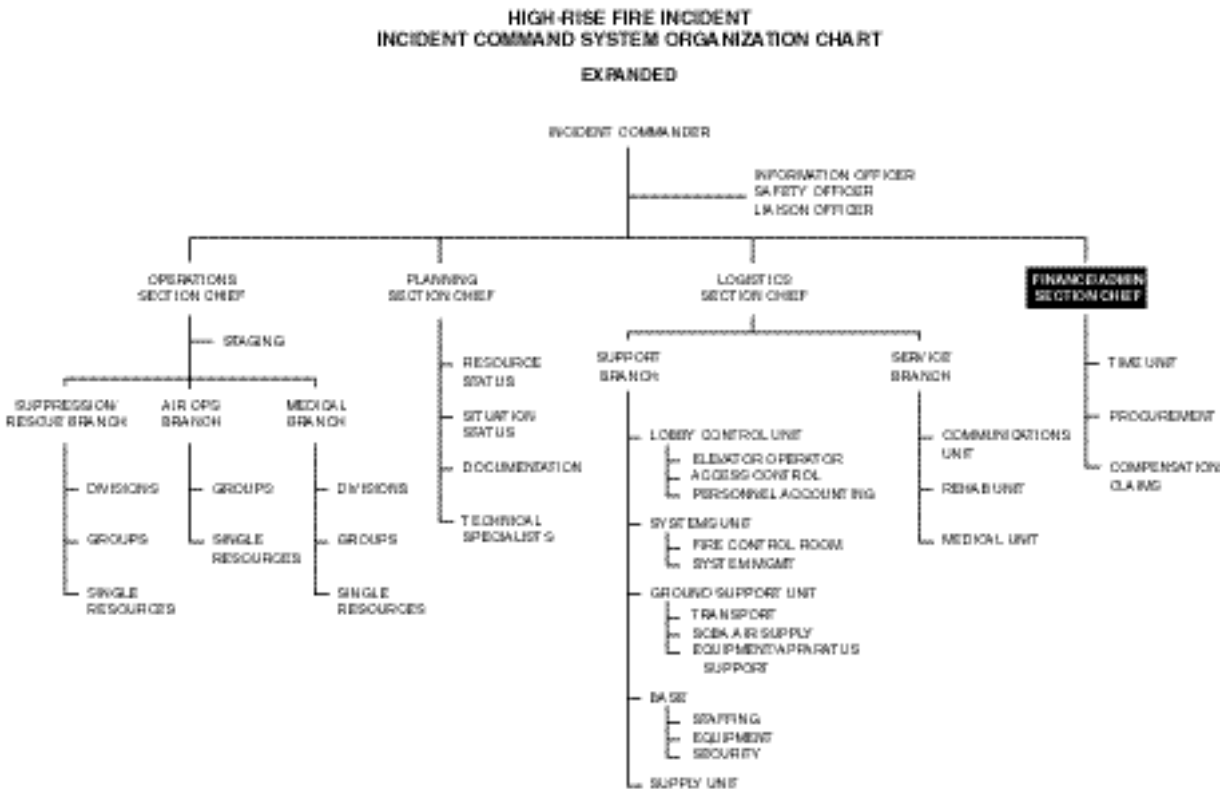 HIGH-RISE FIRE INCIDENT
INCIDENT COMMAND SYSTEM ORGANIZATION CHART
EXPANDED
INCIDENT COMMANDER
INFORMATION OFFICER
SAFETY OFFICER
LIAISON OFFICER
OPERATIONS
SECTION CHIEF
PLANNING
SECTION CHIEF
LOGISTICS
SECTION CHIEF
FINANCE/ADMIN
SECTION CHIEF
STAGING
SUPPRESSION/
RESCUE BRANCH
AIR OPS
BRANCH
MEDICAL
BRANCH
DIVISIONS
GROUPS
SINGLE
RESOURCES
GROUPS
SINGLE
RESOURCES
DIVISIONS
GROUPS
SINGLE
RESOURCES
RESOURCE
STATUS
SITUATION
STATUS
DOCUMENTATION
TECHNICAL
SPECIALISTS
SUPPORT
BRANCH
LOBBY CONTROL UNIT
ELEVATOR OPERATOR
ACCESS CONTROL
PERSONNEL ACCOUNTING
SYSTEMS UNIT
FIRE CONTROL ROOM
SYSTEM MGMT
GROUND SUPPORT UNIT
TRANSPORT
SCBA AIR SUPPLY
EQUIPMENT/APPARATUS
SUPPORT
BASE
STAFFING
EQUIPMENT
SECURITY
SUPPLY UNIT
SERVICE
BRANCH
COMMUNICATIONS
UNIT
REHAB UNIT
MEDICAL UNIT
TIME UNIT
PROCUREMENT
COMPENSATION
CLAIMS